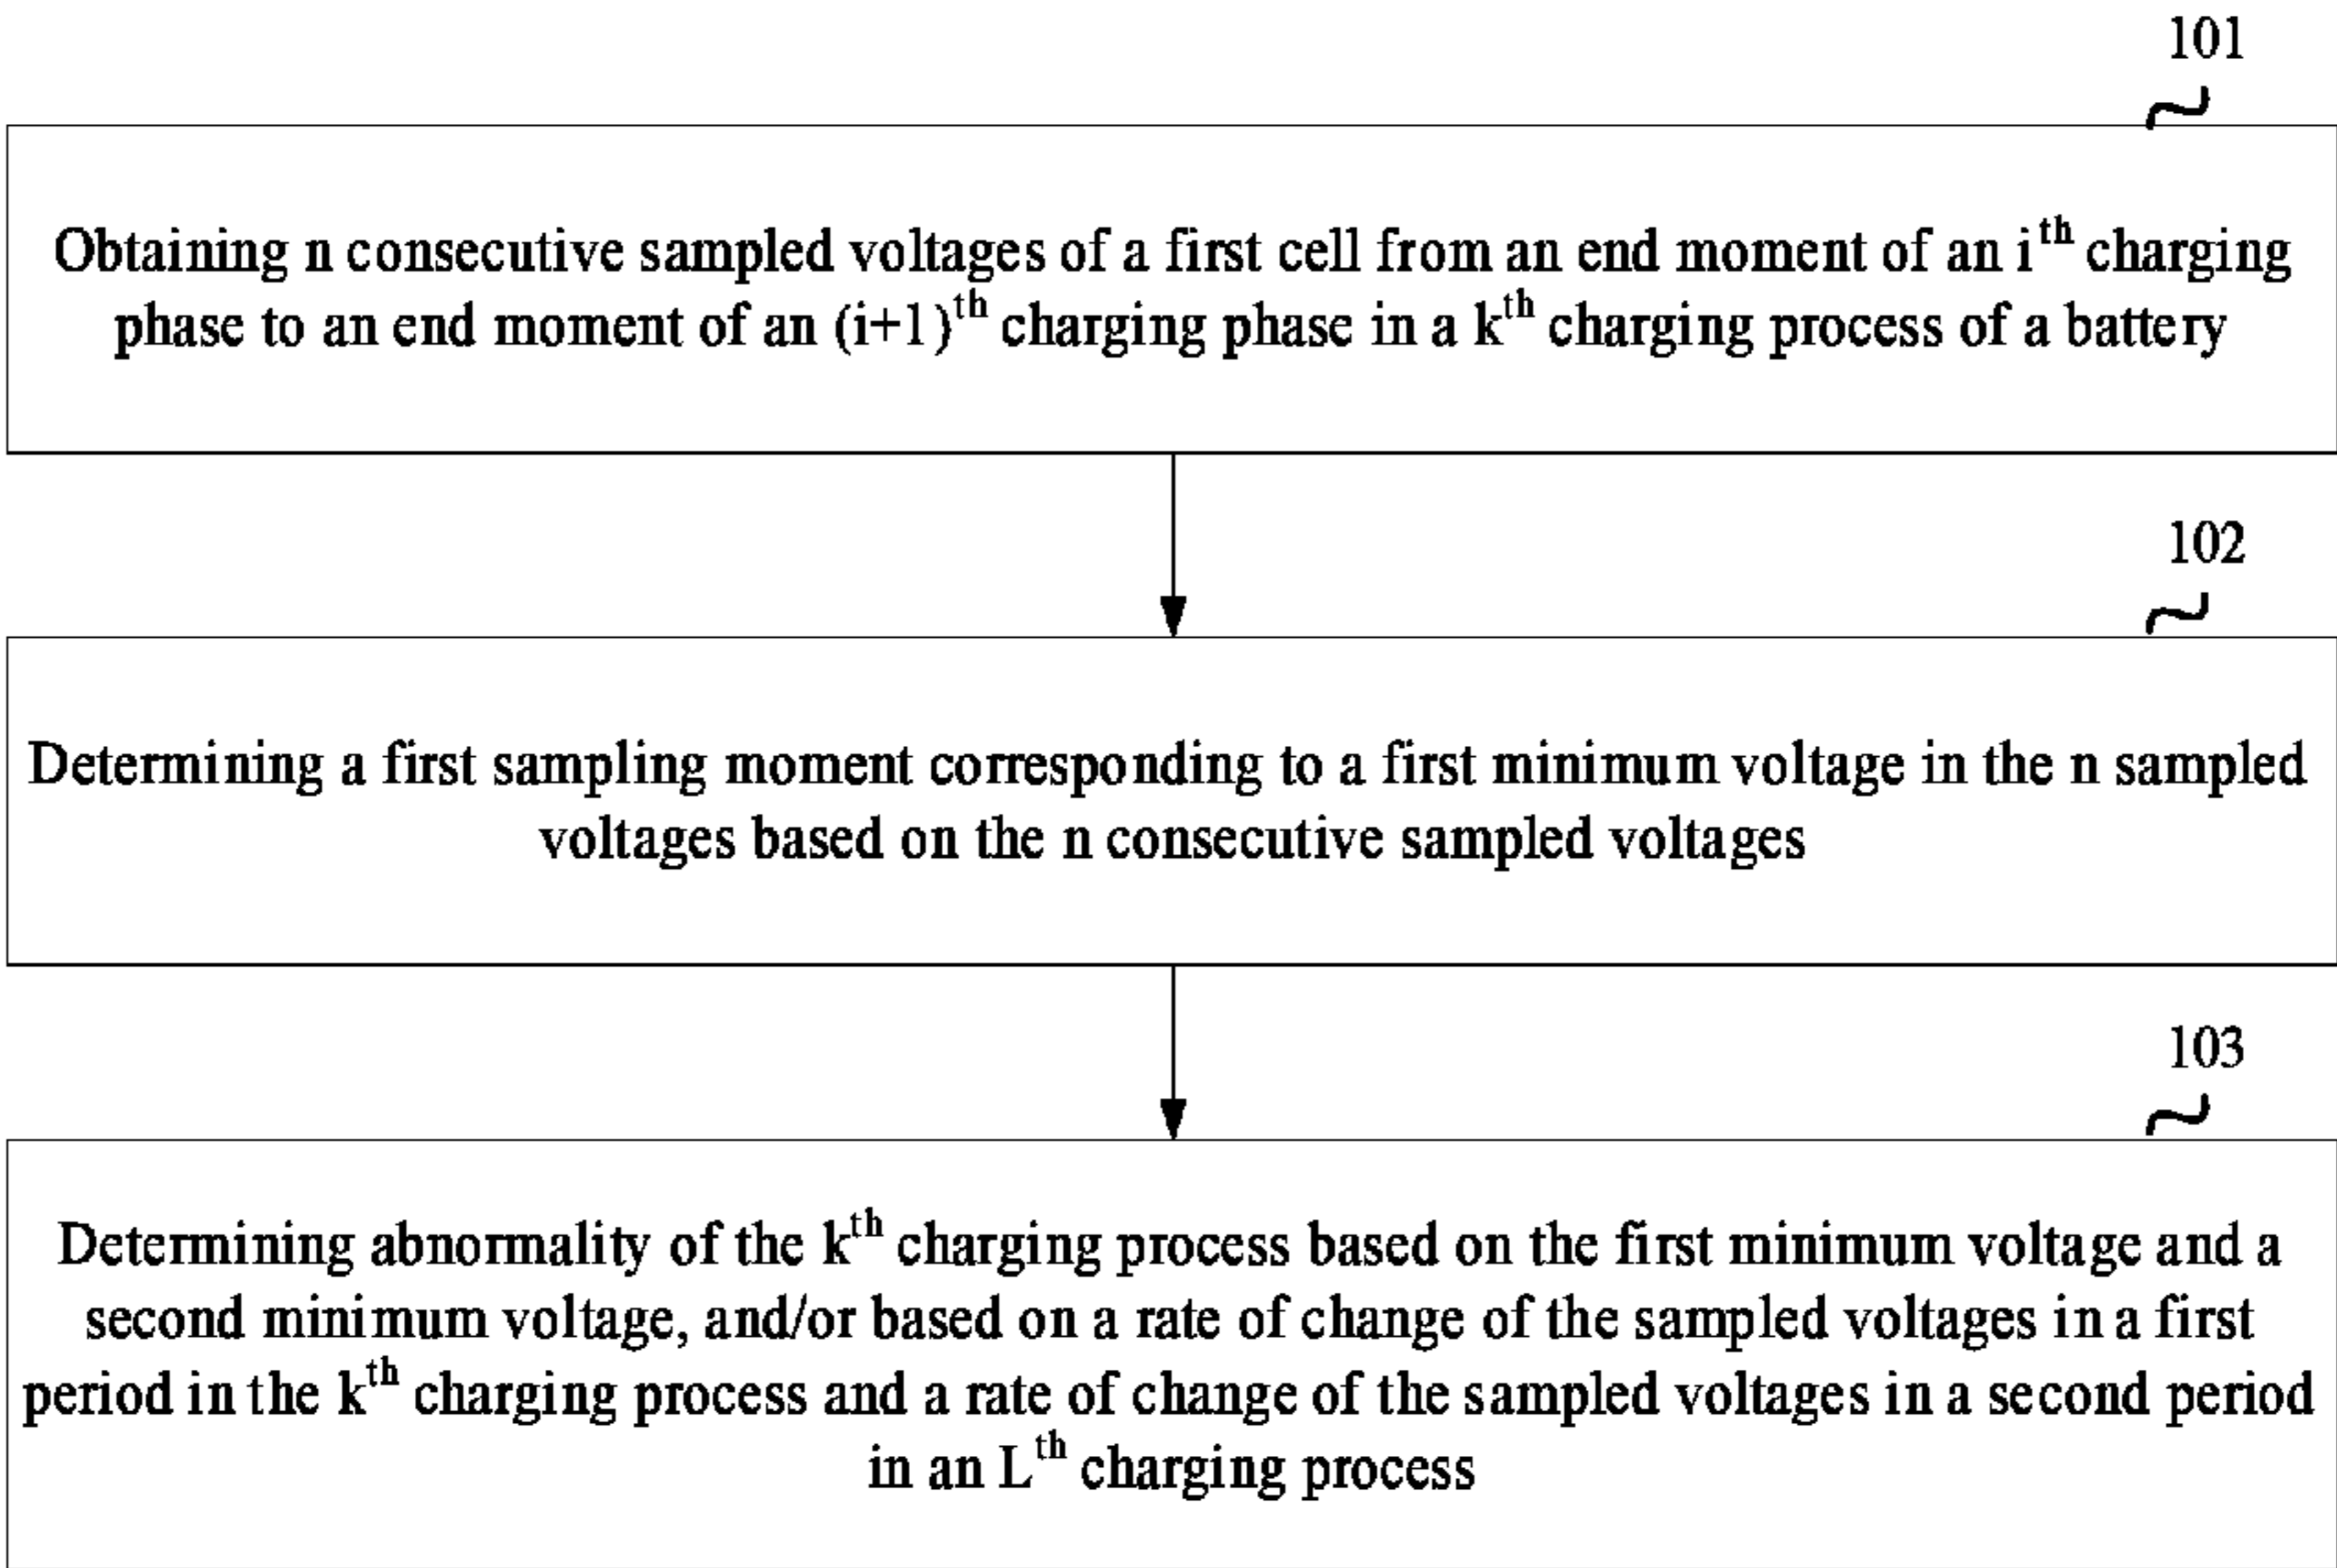 101
Obtaining n consecutive sampled voltages of a first cell from an end moment of an i^th charging
phase to an end moment of an (i+1)^th charging phase in a k^th charging process of a battery
102
Determining a first sampling moment corresponding to a first minimum voltage in the n sampled
voltages based on the n consecutive sampled voltages
103
Determining abnormality of the k^th charging process based on the first minimum voltage and a
second minimum voltage, and/or based on a rate of change of the sampled voltages in a first
period in the k^th charging process and a rate of change of the sampled voltages in a second period
in an L^th charging process